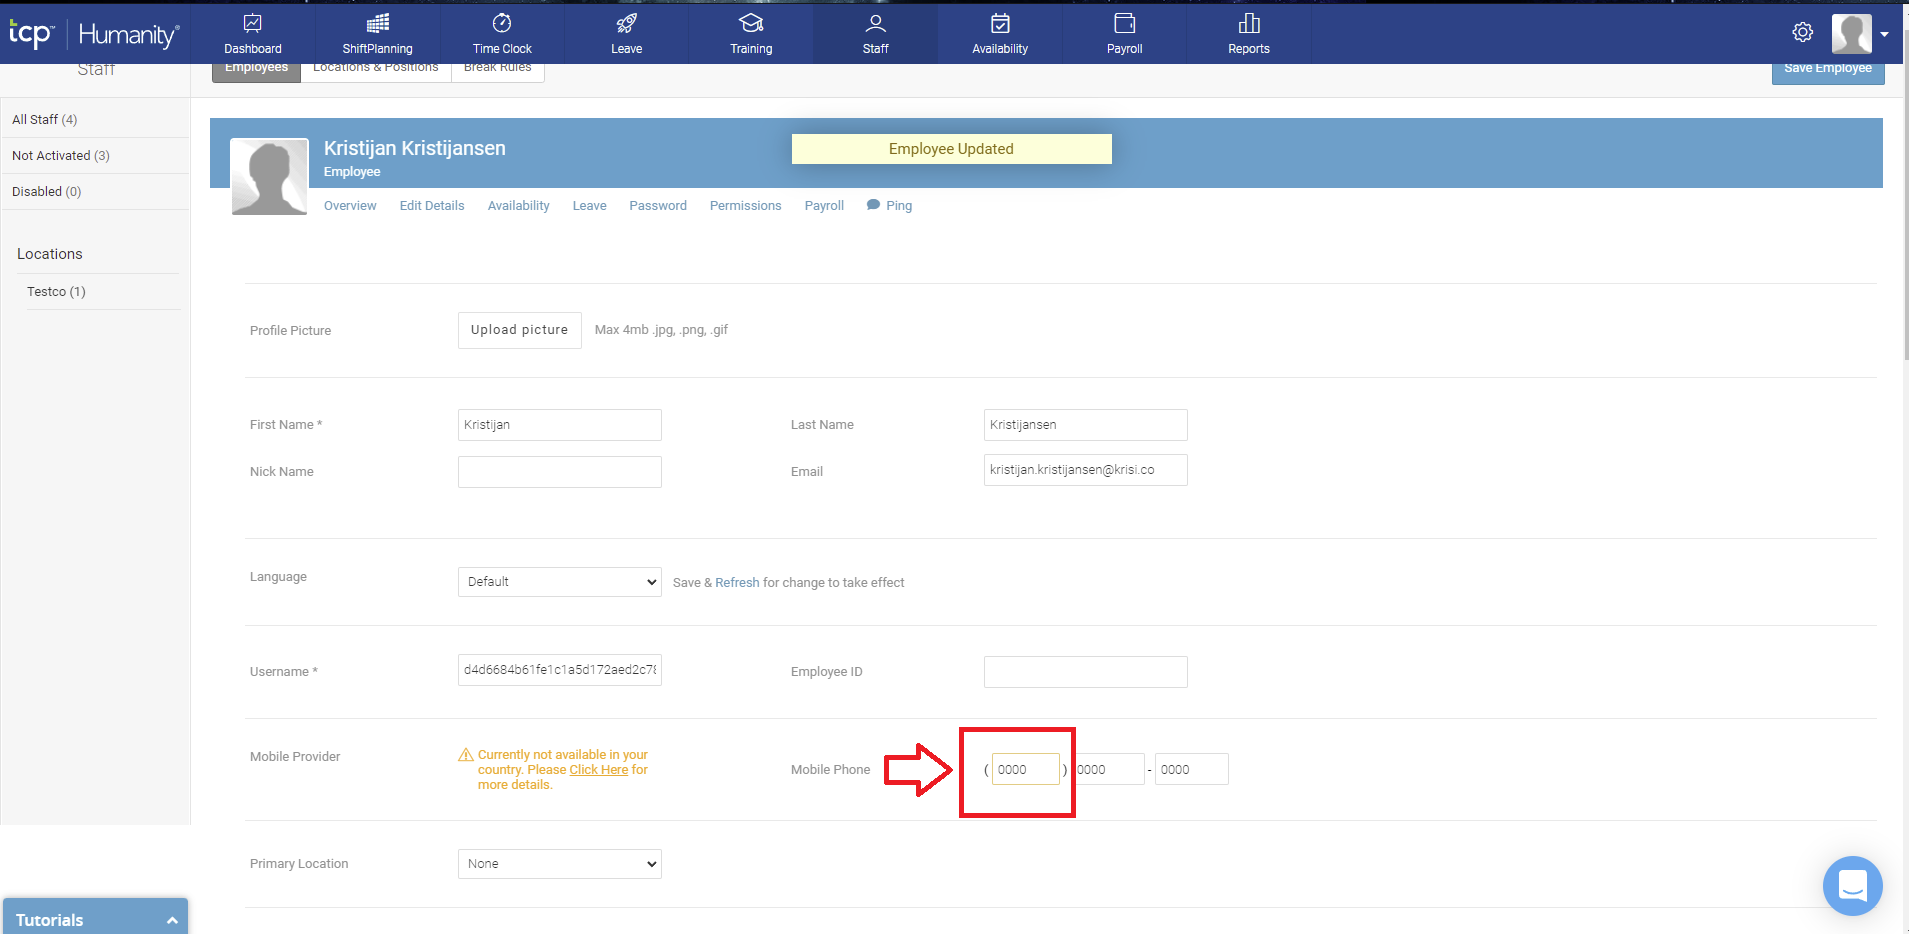 tcp™ Humanity®
Dashboard
ShiftPlanning
Time Clock
Leave
Training
Staff
Availability
Payroll
Reports
Staff
Employees
Locations & Positions
Break Rules
Save Employee
All Staff (4)
Not Activated (3)
Disabled (0)
Locations
Testco (1)
Kristijan Kristijansen
Employee
Employee Updated
Overview
Edit Details
Availability
Leave
Password
Permissions
Payroll
Ping
Profile Picture
Upload picture
Max 4mb .jpg, .png, .gif
First Name *
Kristijan
Last Name
Kristijansen
Nick Name
Email
kristijan.kristijansen@krisi.co
Language
Default
Save & Refresh for change to take effect
Username *
d4d6684b61fe1c1a5d172aed2c78
Employee ID
Mobile Provider
Currently not available in your
country. Please Click Here for
more details.
Mobile Phone
( 0000 ) 0000 - 0000
Primary Location
None
Tutorials